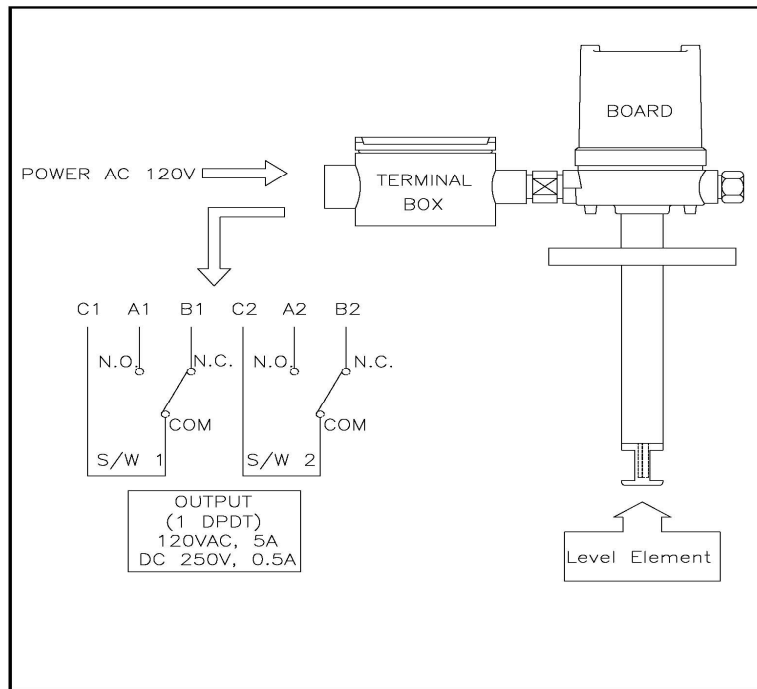 BOARD
POWER AC 120V
TERMINAL
BOX
C1 A1 B1 C2 A2 B2
N.O. N.C. N.O. N.C.
COM COM
S/W 1 S/W 2
OUTPUT
(1 DPDT)
120VAC, 5A
DC 250V, 0.5A
Level Element